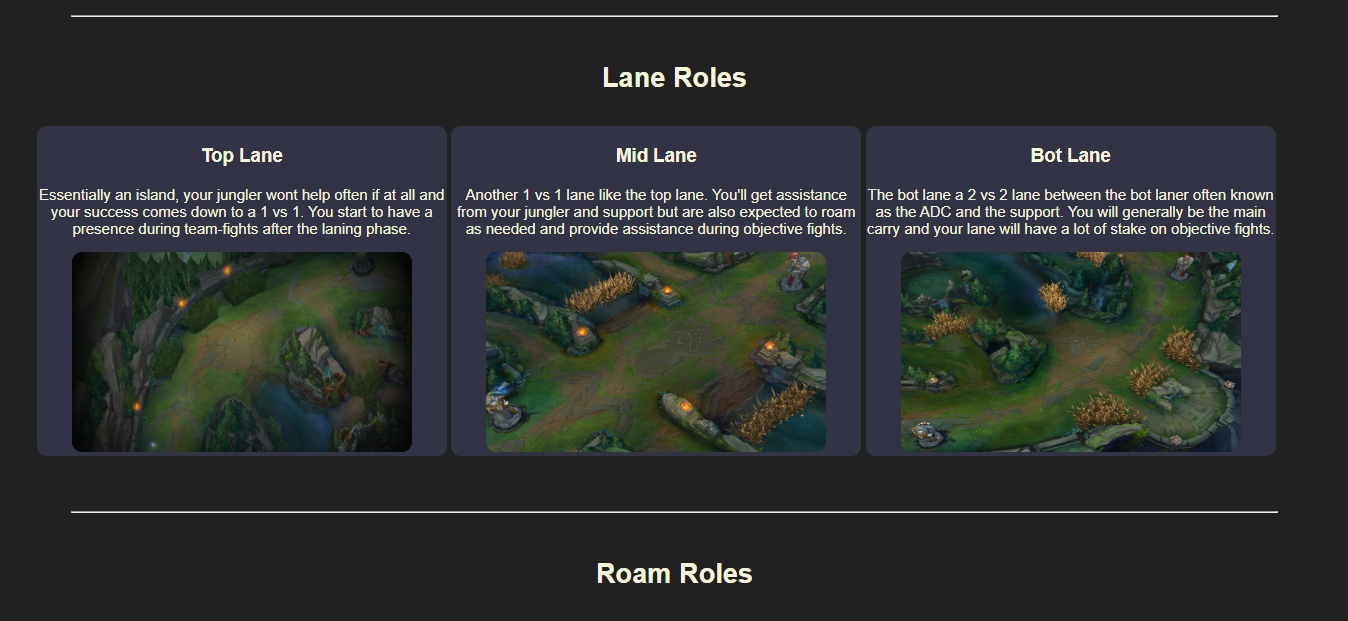 Lane Roles
Top Lane
Essentially an island, your jungler wont help often if at all and
your success comes down to a 1 vs 1. You start to have a
presence during team-fights after the laning phase.
Mid Lane
Another 1 vs 1 lane like the top lane. You'll get assistance
from your jungler and support but are also expected to roam
as needed and provide assistance during objective fights.
Bot Lane
The bot lane a 2 vs 2 lane between the bot laner often known
as the ADC and the support. You will generally be the main
carry and your lane will have a lot of stake on objective fights.
Roam Roles